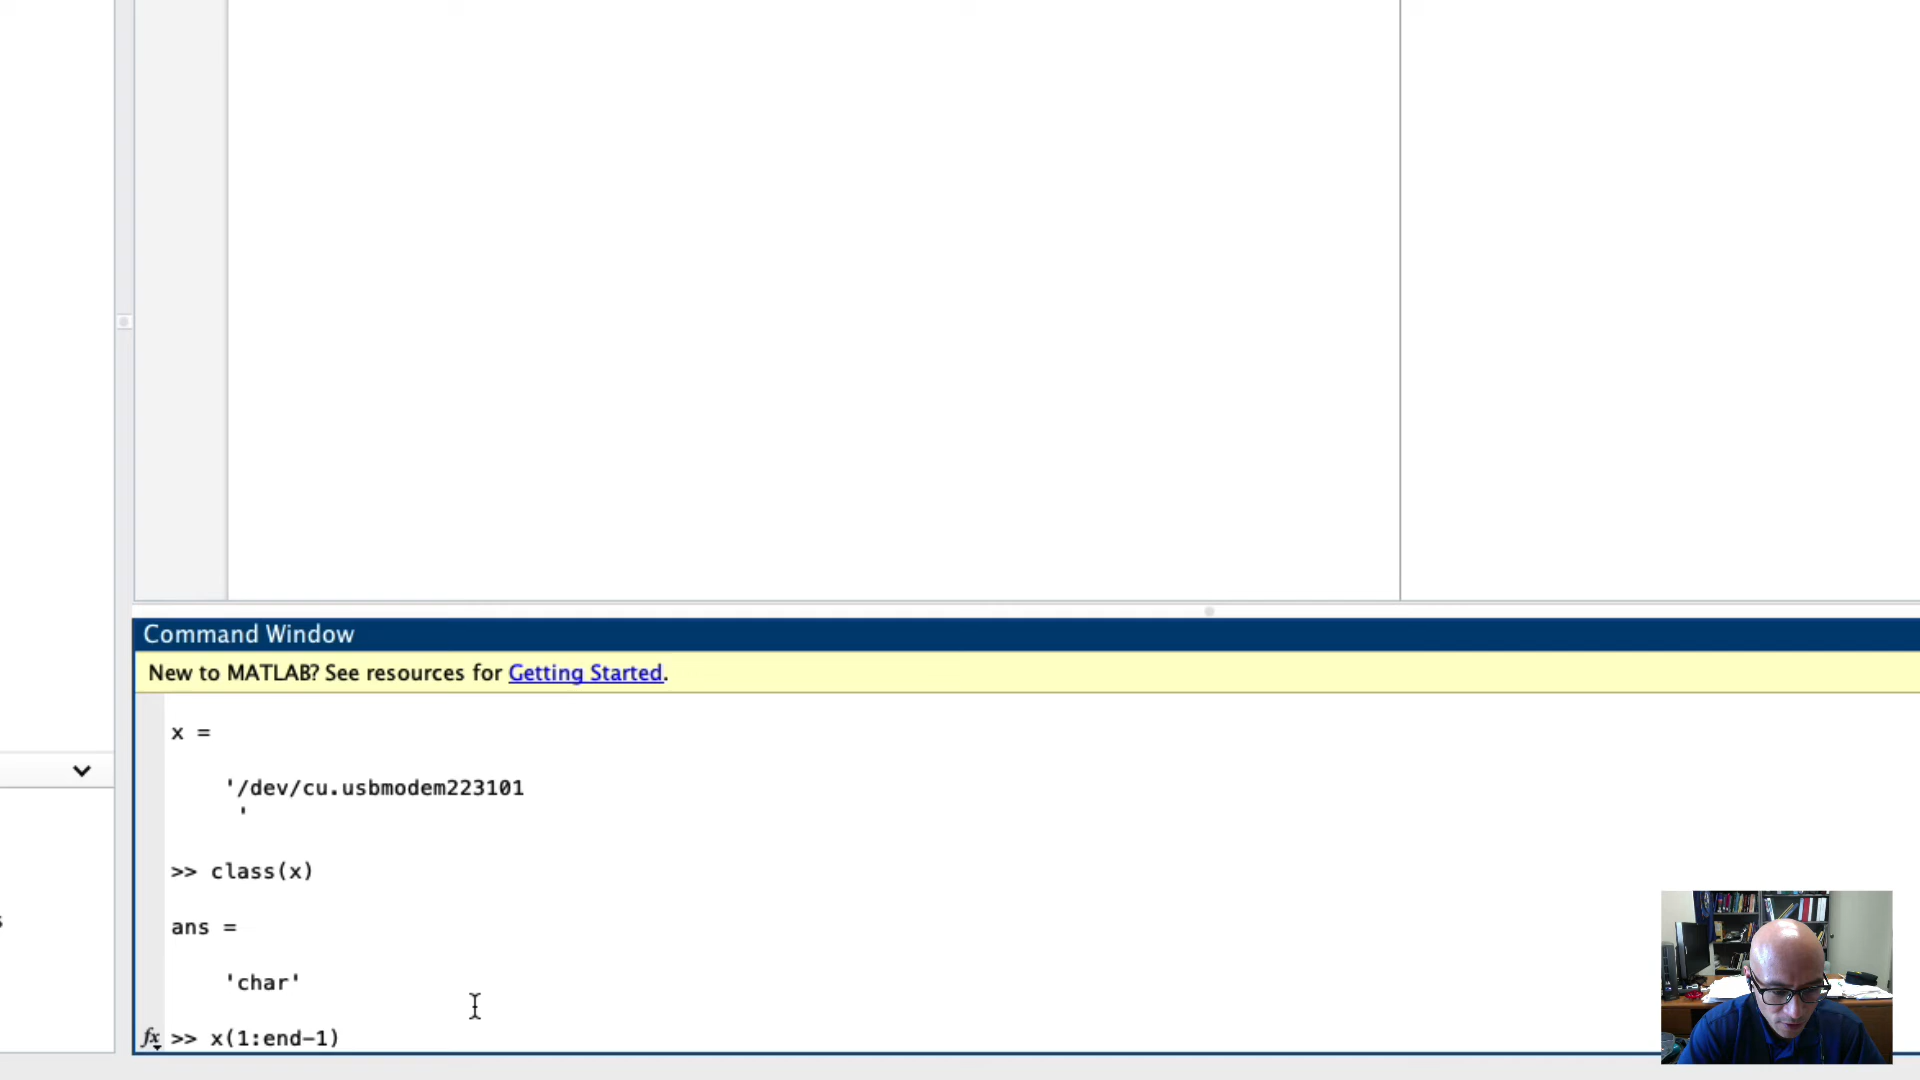 Command Window
New to MATLAB? See resources for Getting Started.
x =
'/dev/cu.usbmodem223101
'
>> class(x)
ans =
'char'
fx >> x(1:end-1)